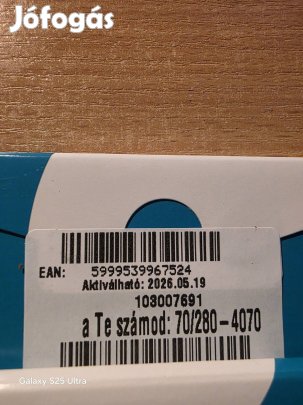 Jófogás
EAN: 5999539967524
Aktiválható: 2026.05.19
103007691
a Te számod: 70/280-4070
Galaxy S25 Ultra